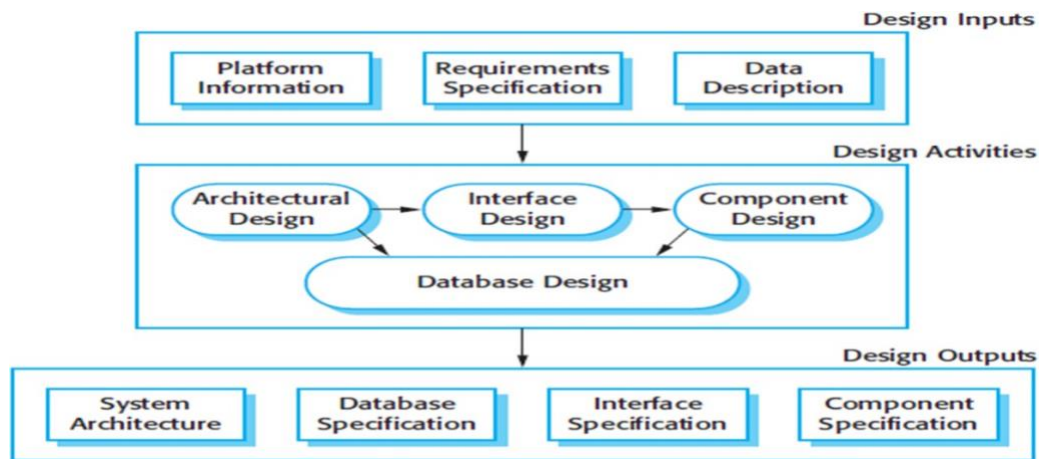 Design Inputs
Platform
Information
Requirements
Specification
Data
Description
Design Activities
Architectural
Design
Interface
Design
Component
Design
Database Design
Design Outputs
System
Architecture
Database
Specification
Interface
Specification
Component
Specification